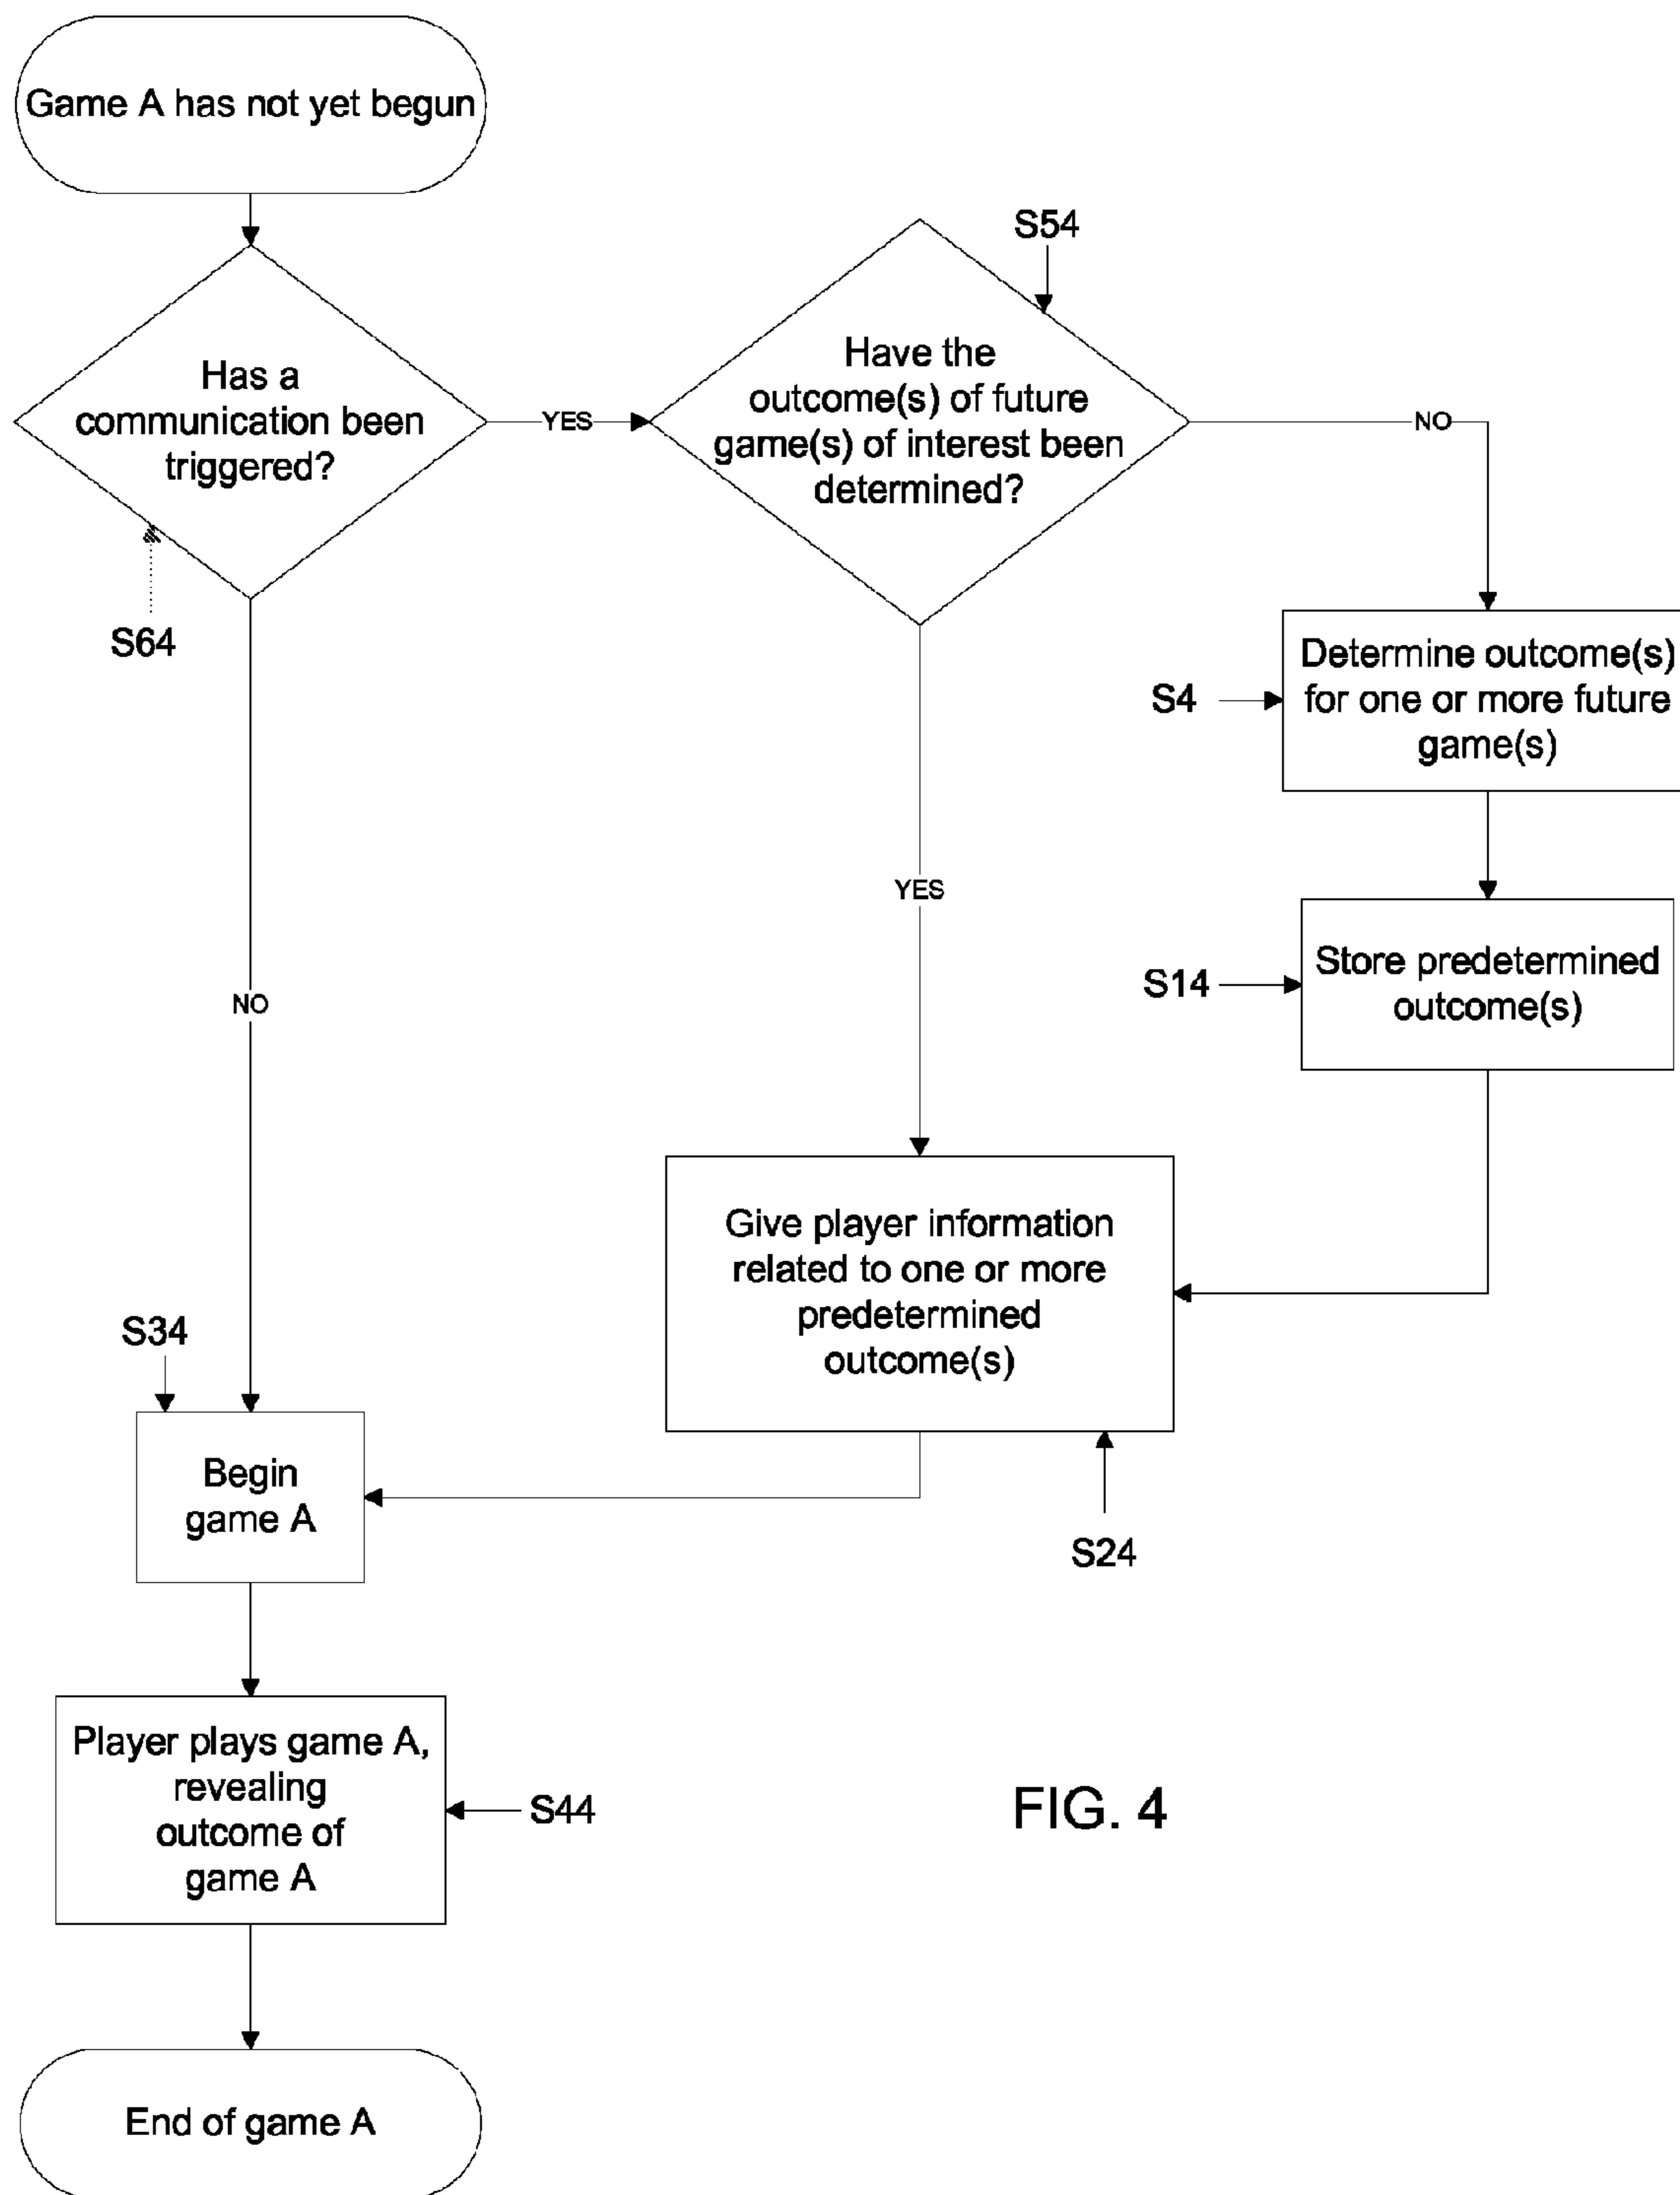 Game A has not yet begun
S54
Has a
communication been
triggered?
YES
Have the
outcome(s) of future
game(s) of interest been
determined?
NO
S64
S4
Determine outcome(s)
for one or more future
game(s)
YES
NO
S14
Store predetermined
outcome(s)
Give player information
related to one or more
predetermined
outcome(s)
S34
Begin
game A
S24
Player plays game A,
revealing
outcome of
game A
S44
FIG. 4
End of game A